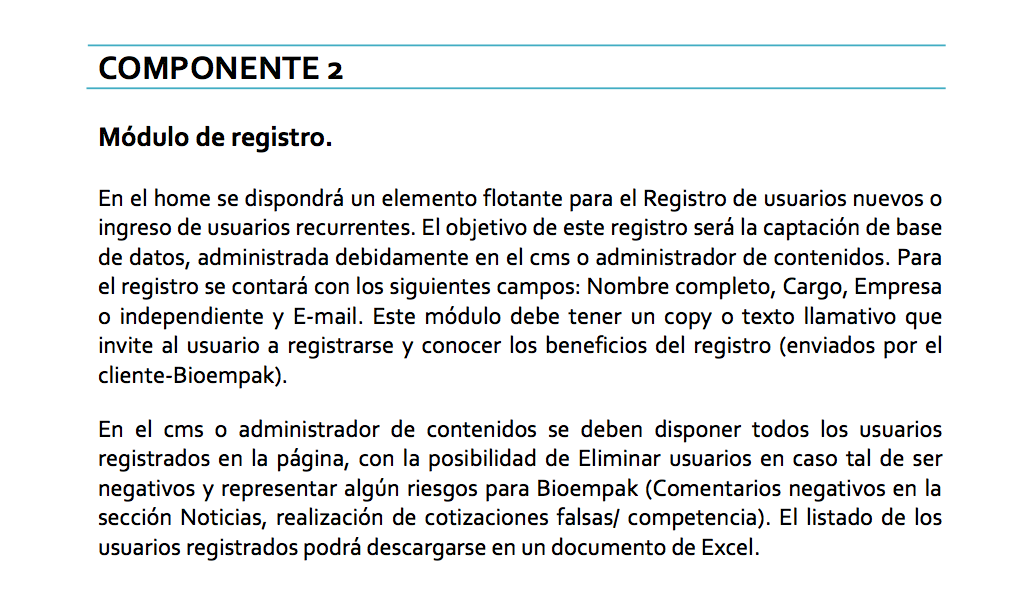 COMPONENTE 2
Módulo de registro.
En el home se dispondrá un elemento flotante para el Registro de usuarios nuevos o
ingreso de usuarios recurrentes. El objetivo de este registro será la captación de base
de datos, administrada debidamente en el cms o administrador de contenidos. Para
el registro se contará con los siguientes campos: Nombre completo, Cargo, Empresa
o independiente y E-mail. Este módulo debe tener un copy o texto llamativo que
invite al usuario a registrarse y conocer los beneficios del registro (enviados por el
cliente-Bioempak).
En el cms o administrador de contenidos se deben disponer todos los usuarios
registrados en la página, con la posibilidad de Eliminar usuarios en caso tal de ser
negativos y representar algún riesgos para Bioempak (Comentarios negativos en la
sección Noticias, realización de cotizaciones falsas/ competencia). El listado de los
usuarios registrados podrá descargarse en un documento de Excel.